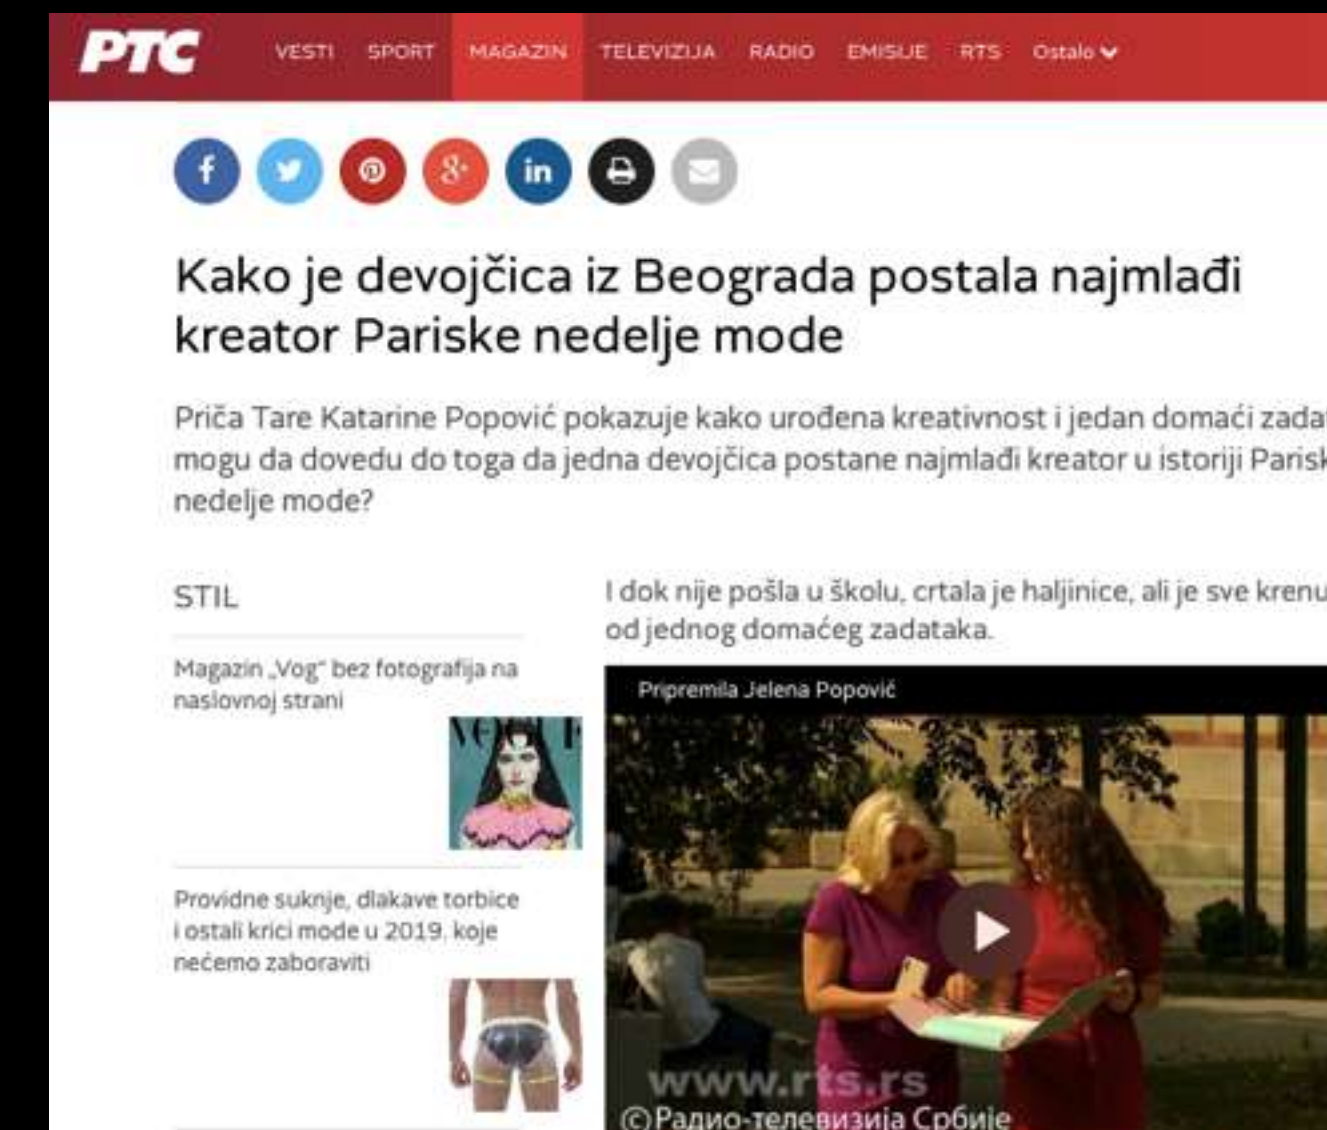 РТС
VESTI SPORT MAGAZIN TELEVIZIJA RADIO EMISIJE RTS Ostalo
Kako je devojčica iz Beograda postala najmlađi
kreator Pariske nedelje mode
Priča Tare Katarine Popović pokazuje kako urođena kreativnost i jedan domaći zadat
mogu da dovedu do toga da jedna devojčica postane najmlađi kreator u istoriji Parisk
nedelje mode?
STIL
Magazin „Vog“ bez fotografija na
naslovnoj strani
VOGUE
Providne suknje, dlakave torbice
i ostali krici mode u 2019. koje
nećemo zaboraviti
I dok nije pošla u školu, crtala je haljinice, ali je sve krenu
od jednog domaćeg zadataka.
Pripremila Jelena Popović
www.rts.rs
©Радио-телевизија Србије